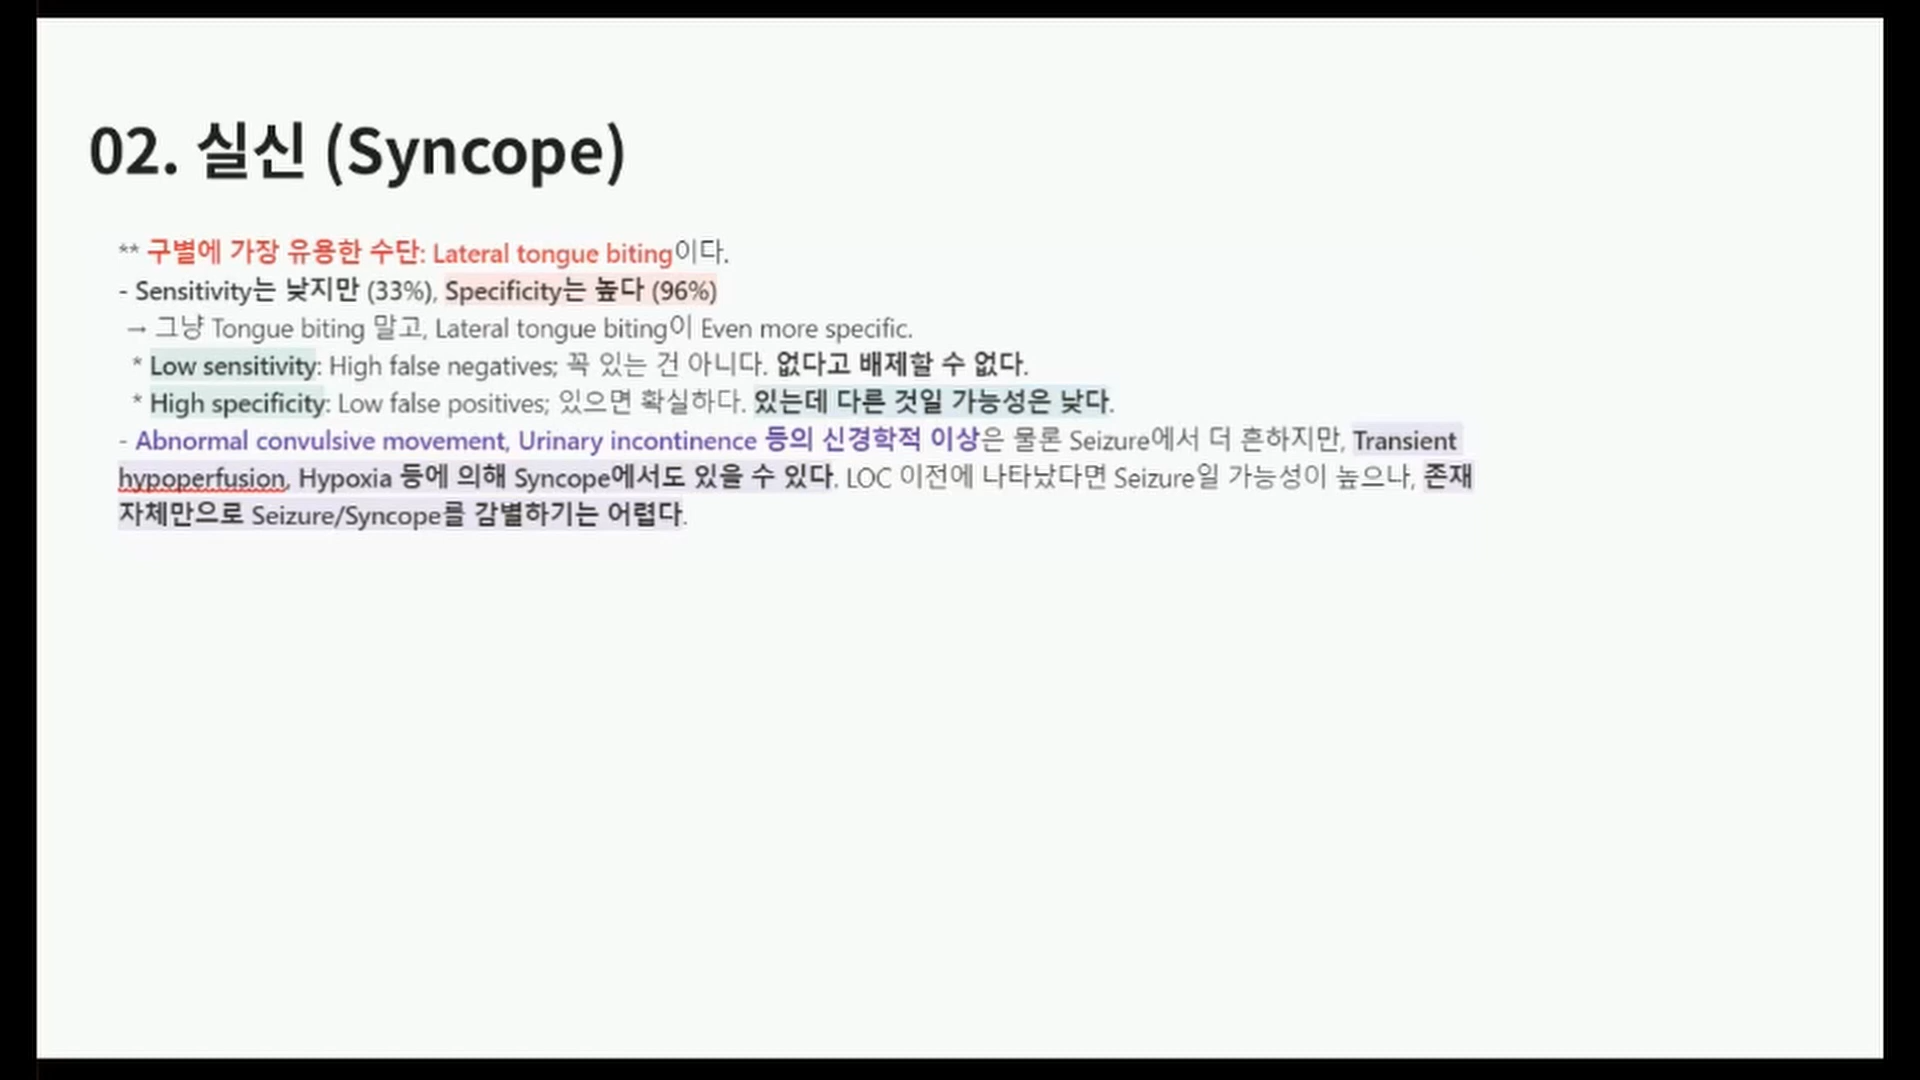 02. 실신 (Syncope)
** 구별에 가장 유용한 수단: Lateral tongue biting이다.
- Sensitivity는 낮지만 (33%), Specificity는 높다 (96%)
→ 그냥 Tongue biting 말고, Lateral tongue biting이 Even more specific.
* Low sensitivity: High false negatives; 꼭 있는 건 아니다. 없다고 배제할 수 없다.
* High specificity: Low false positives; 있으면 확실하다. 있는데 다른 것일 가능성은 낮다.
- Abnormal convulsive movement, Urinary incontinence 등의 신경학적 이상은 물론 Seizure에서 더 흔하지만, Transient
hypoperfusion, Hypoxia 등에 의해 Syncope에서도 있을 수 있다. LOC 이전에 나타났다면 Seizure일 가능성이 높으나, 존재
자체만으로 Seizure/Syncope를 감별하기는 어렵다.